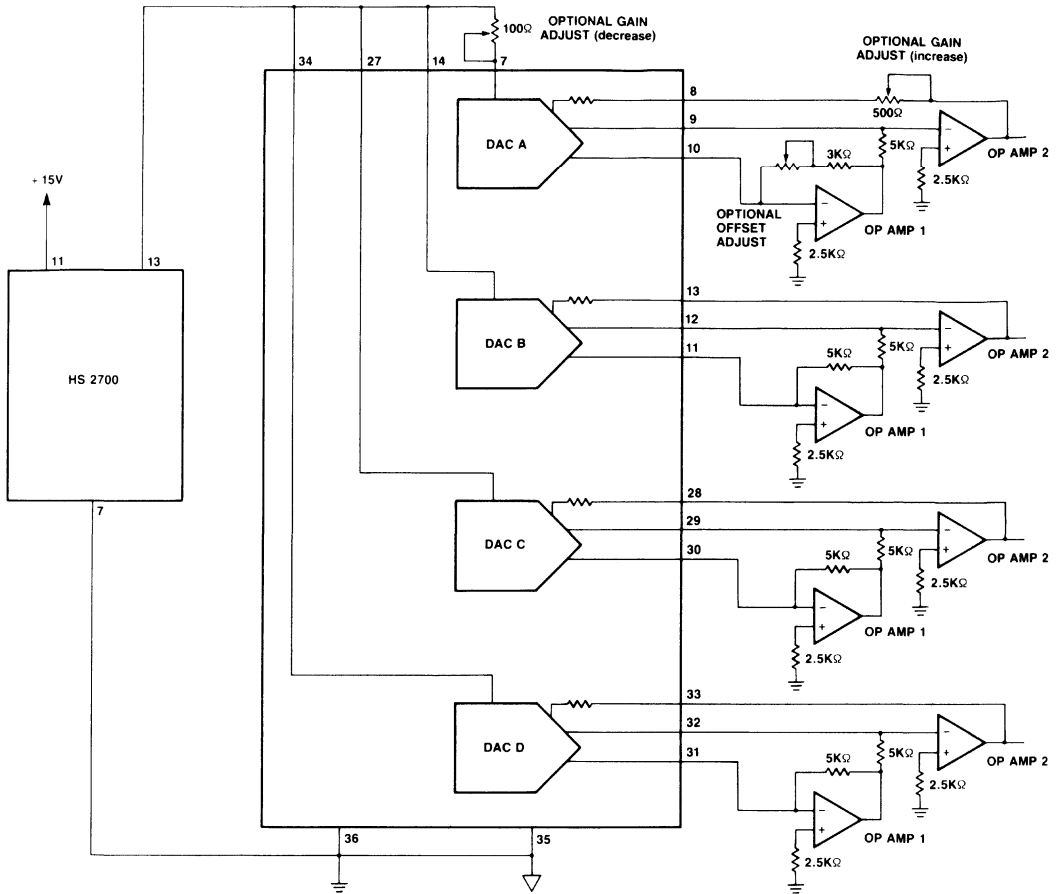 100Ω
OPTIONAL GAIN
ADJUST (decrease)
34
27
14
7
OPTIONAL GAIN
ADJUST (increase)
8
500Ω
DAC A
9
10
5KΩ
3KΩ
OP AMP 2
2.5KΩ
OPTIONAL
OFFSET
ADJUST
OP AMP 1
2.5KΩ
+ 15V
11
13
HS 2700
7
13
DAC B
12
11
5KΩ
5KΩ
OP AMP 2
2.5KΩ
OP AMP 1
2.5KΩ
28
DAC C
29
30
5KΩ
5KΩ
OP AMP 2
2.5KΩ
OP AMP 1
2.5KΩ
33
DAC D
32
31
5KΩ
5KΩ
OP AMP 2
2.5KΩ
OP AMP 1
2.5KΩ
36
35